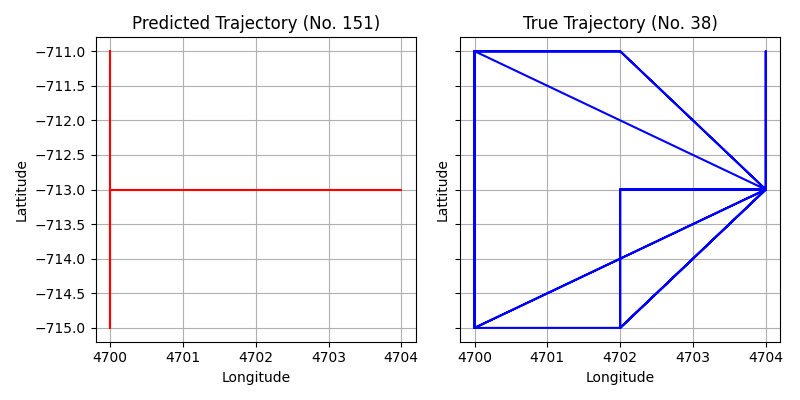 Predicted Trajectory (No. 151)
Lattitude
−711.0
−711.5
−712.0
−712.5
−713.0
−713.5
−714.0
−714.5
−715.0
4700 4701 4702 4703 4704
Longitude
True Trajectory (No. 38)
Lattitude
4700 4701 4702 4703 4704
Longitude